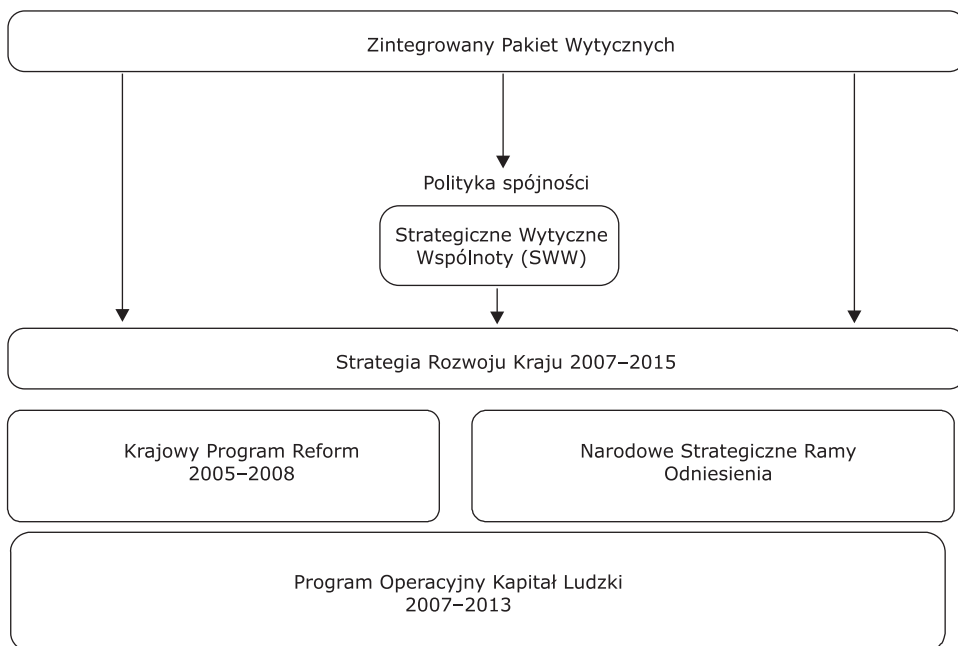 Zintegrowany Pakiet Wytycznych
Polityka spójności
Strategiczne Wytyczne
Wspólnoty (SWW)
Strategia Rozwoju Kraju 2007–2015
Krajowy Program Reform
2005–2008
Narodowe Strategiczne Ramy
Odniesienia
Program Operacyjny Kapitał Ludzki
2007–2013